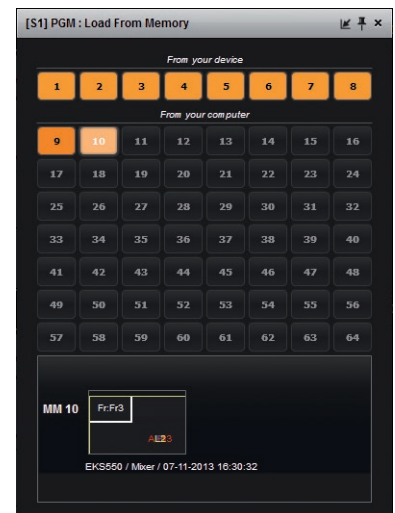 [S1] PGM : Load From Memory
From your device
1 2 3 4 5 6 7 8
From your computer
9 10 11 12 13 14 15 16
17 18 19 20 21 22 23 24
25 26 27 28 29 30 31 32
33 34 35 36 37 38 39 40
41 42 43 44 45 46 47 48
49 50 51 52 53 54 55 56
57 58 59 60 61 62 63 64
MM 10
Fr:Fr3
EKS550 / Mixer / 07-11-2013 16:30:32